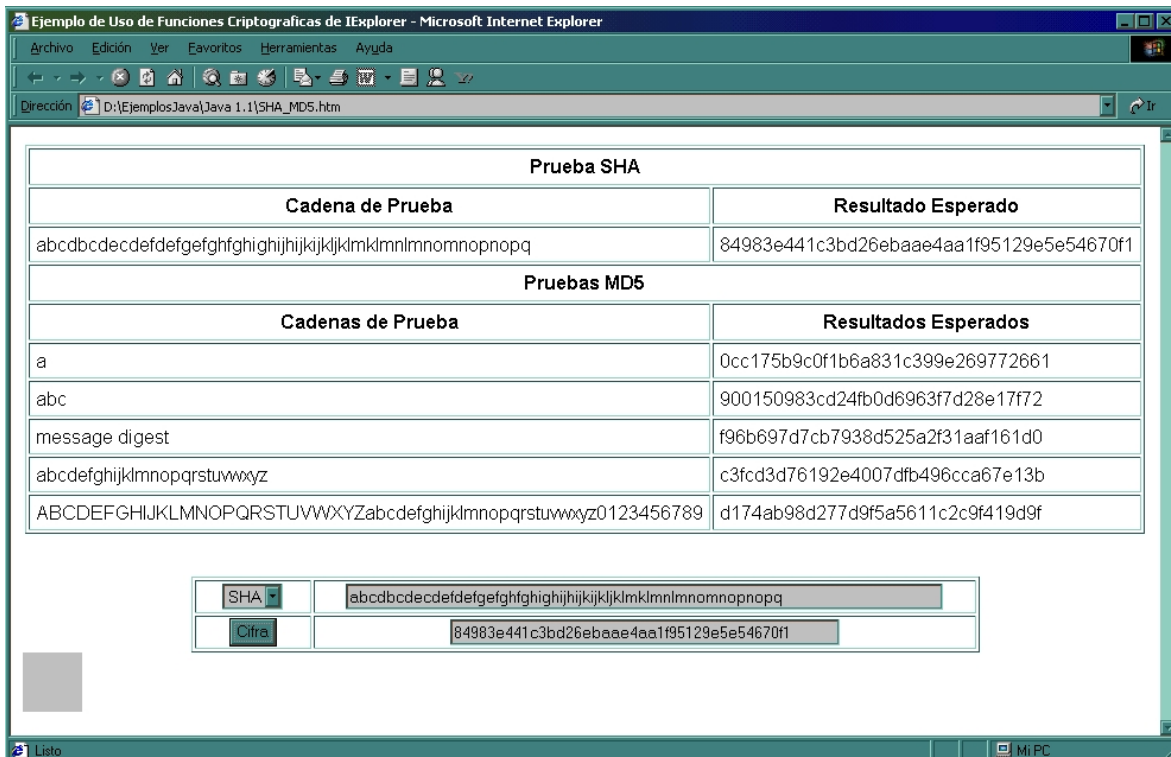 Ejemplo de Uso de Funciones Criptograficas de IExplorer - Microsoft Internet Explorer
Archivo Edición Ver Favoritos Herramientas Ayuda
Dirección D:\EjemplosJava\Java 1.1\SHA_MD5.htm Ir
Prueba SHA
Cadena de Prueba Resultado Esperado
abcdbcdecdefdefgefghfghighijhijkijkljklmklmnlmnomnopnopq 84983e441c3bd26ebaae4aa1f95129e5e54670f1
Pruebas MD5
Cadenas de Prueba Resultados Esperados
a 0cc175b9c0f1b6a831c399e269772661
abc 900150983cd24fb0d6963f7d28e17f72
message digest f96b697d7cb7938d525a2f31aaf161d0
abcdefghijklmnopqrstuvwxyz c3fcd3d76192e4007dfb496cca67e13b
ABCDEFGHIJKLMNOPQRSTUVWXYZabcdefghijklmnopqrstuvwxyz0123456789 d174ab98d277d9f5a5611c2c9f419d9f
SHA abcdbcdecdefdefgefghfghighijhijkijkljklmklmnlmnomnopnopq
Cifra 84983e441c3bd26ebaae4aa1f95129e5e54670f1
Listo Mi PC